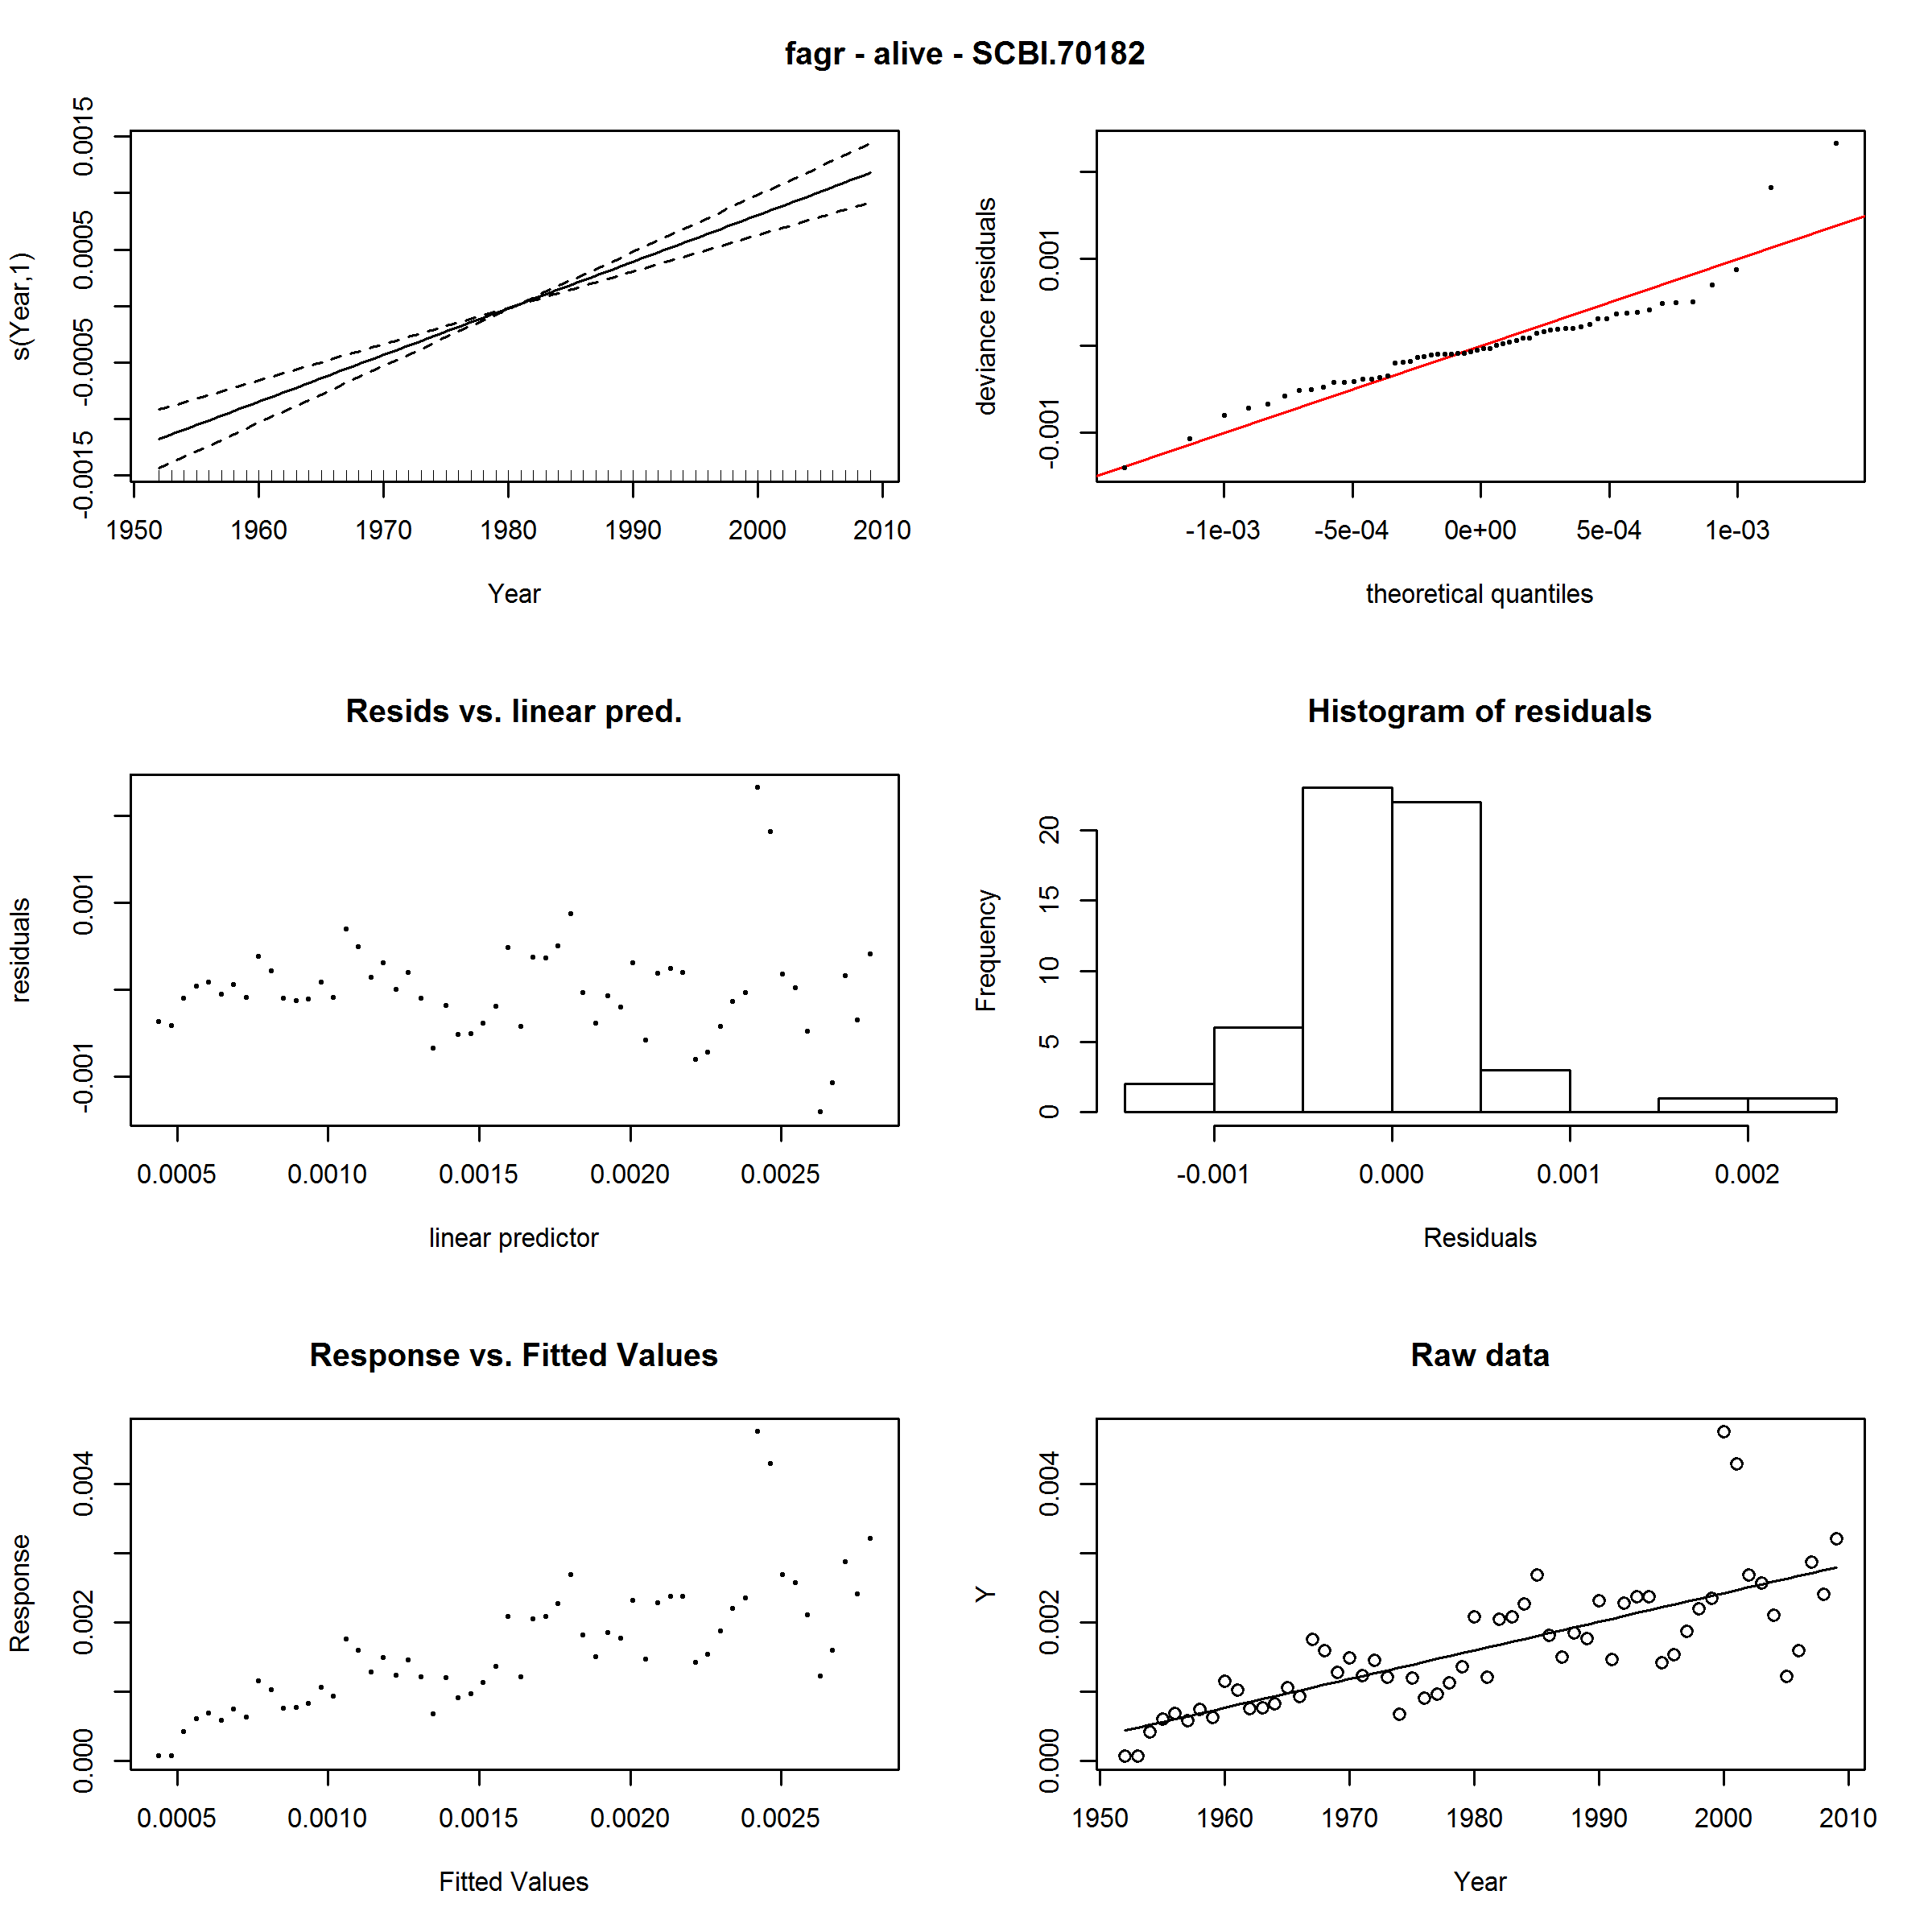 fagr - alive - SCBI.70182
s(Year,1)
0.0015
0.0005
-0.0005
-0.0015
1950 1960 1970 1980 1990 2000 2010
Year
deviance residuals
0.001
-0.001
-1e-03 -5e-04 0e+00 5e-04 1e-03
theoretical quantiles
Resids vs. linear pred.
residuals
0.001
-0.001
0.0005 0.0010 0.0015 0.0020 0.0025
linear predictor
Histogram of residuals
Frequency
20
15
10
5
0
-0.001 0.000 0.001 0.002
Residuals
Response vs. Fitted Values
Response
0.004
0.002
0.000
0.0005 0.0010 0.0015 0.0020 0.0025
Fitted Values
Raw data
Y
0.004
0.002
0.000
1950 1960 1970 1980 1990 2000 2010
Year